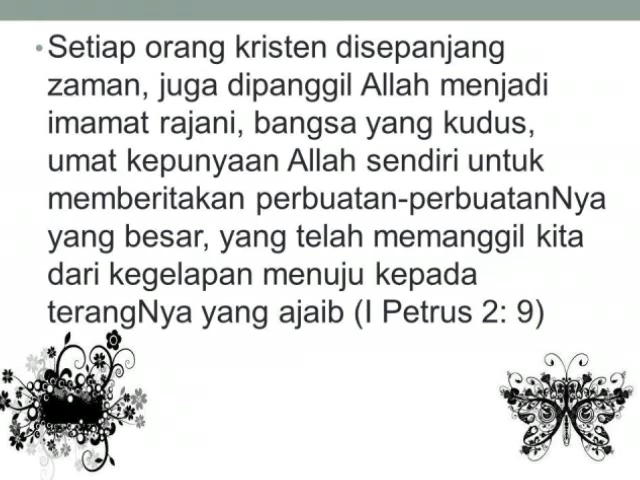 •Setiap orang kristen disepanjang
zaman, juga dipanggil Allah menjadi
imamat rajani, bangsa yang kudus,
umat kepunyaan Allah sendiri untuk
memberitakan perbuatan-perbuatanNya
yang besar, yang telah memanggil kita
dari kegelapan menuju kepada
terangNya yang ajaib (I Petrus 2: 9)